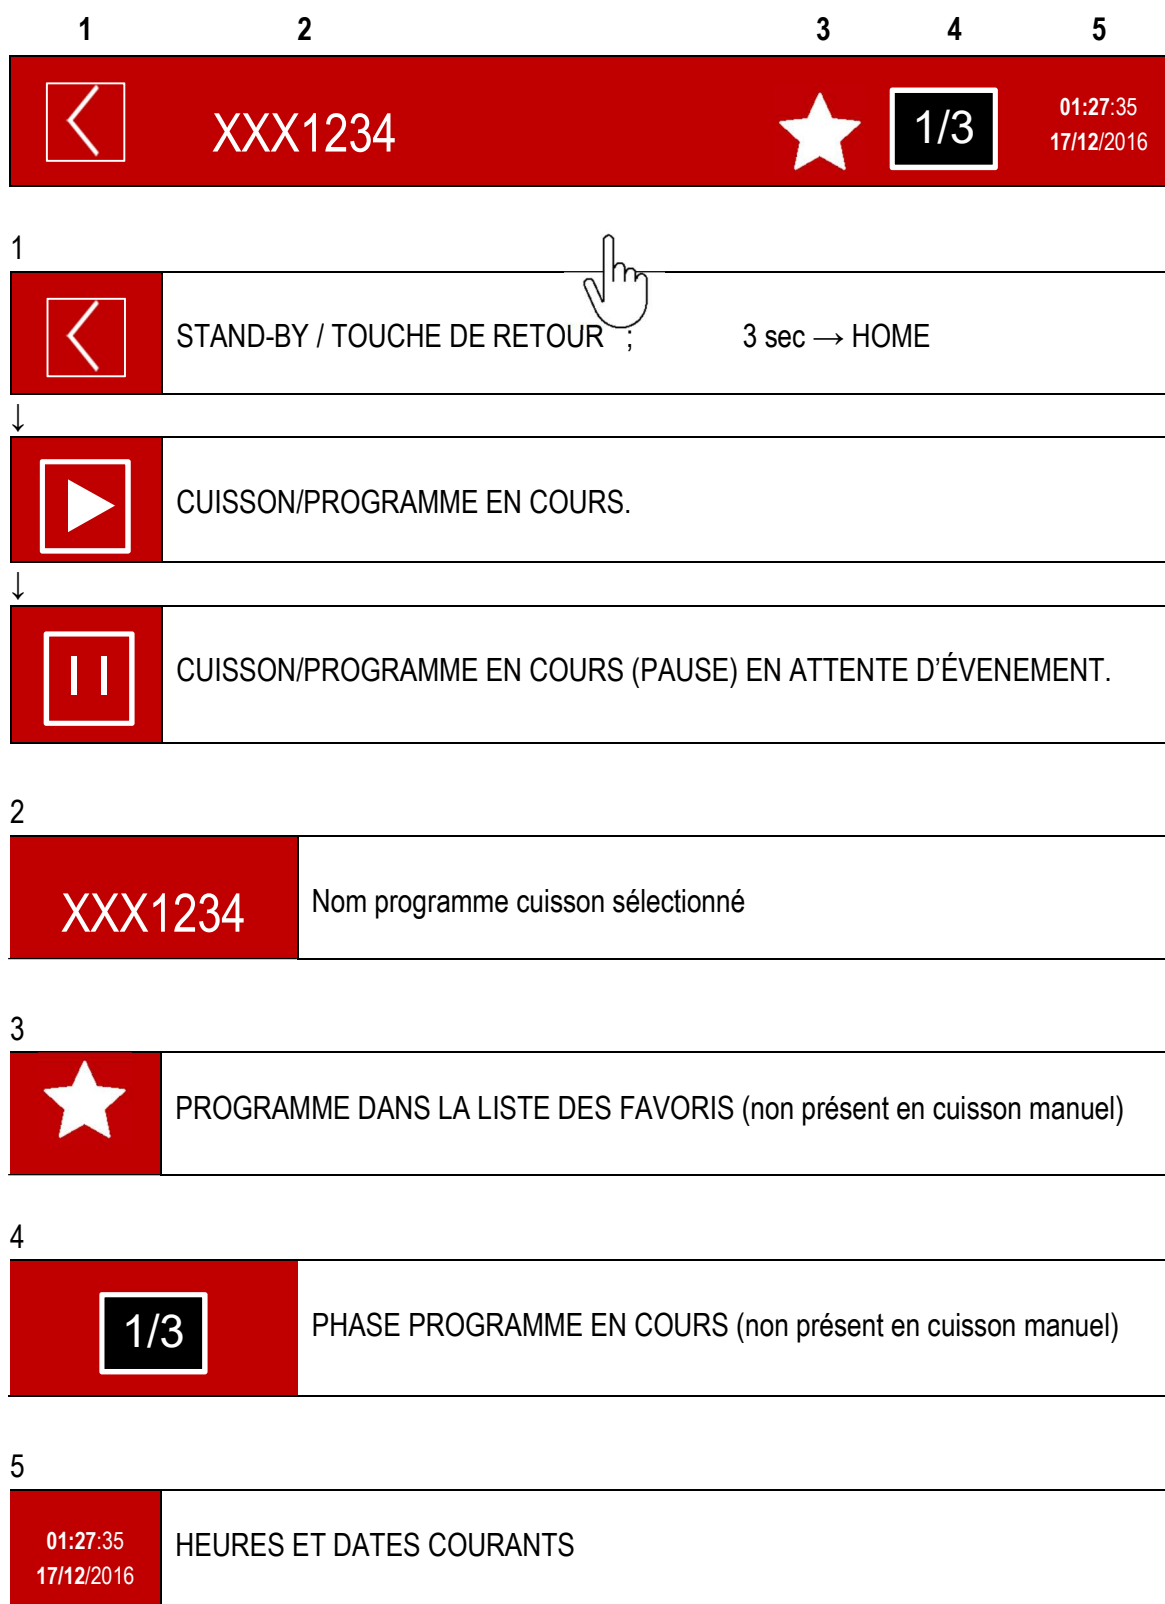 1 2 3 4 5
XXX1234 1/3 01:27:35
17/12/2016
1
STAND-BY / TOUCHE DE RETOUR ; 3 sec → HOME
↓
CUISSON/PROGRAMME EN COURS.
↓
CUISSON/PROGRAMME EN COURS (PAUSE) EN ATTENTE D’ÉVENEMENT.
2
XXX1234 Nom programme cuisson sélectionné
3
PROGRAMME DANS LA LISTE DES FAVORIS (non présent en cuisson manuel)
4
1/3 PHASE PROGRAMME EN COURS (non présent en cuisson manuel)
5
01:27:35
17/12/2016
HEURES ET DATES COURANTS